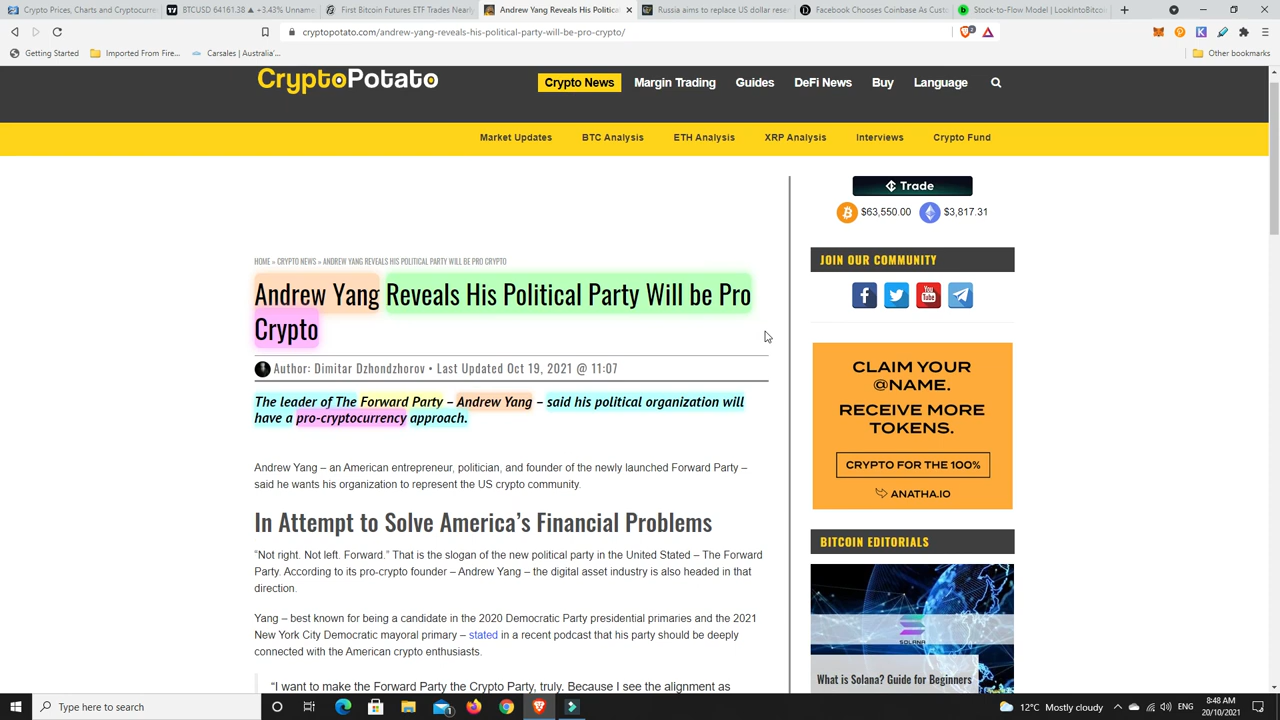 Crypto Prices, Charts and Cryptocurr
BTCUSD 64161.38 ▲ +3.43% Unnam
First Bitcoin Futures ETF Trades Nearly
Andrew Yang Reveals His Politica
Russia aims to replace US dollar rese
Facebook Chooses Coinbase As Cust
Stock-to-Flow Model | LookIntoBitcoi
cryptopotato.com/andrew-yang-reveals-his-political-party-will-be-pro-crypto/
Getting Started
Imported From Fire...
Carsales | Australia'...
Other bookmarks
CryptoPotato
Crypto News
Margin Trading
Guides
DeFi News
Buy
Language
Market Updates
BTC Analysis
ETH Analysis
XRP Analysis
Interviews
Crypto Fund
Trade
$63,550.00
$3,817.31
HOME » CRYPTO NEWS » ANDREW YANG REVEALS HIS POLITICAL PARTY WILL BE PRO CRYPTO
Andrew Yang Reveals His Political Party Will be Pro
Crypto
Author: Dimitar Dzhondzhorov • Last Updated Oct 19, 2021 @ 11:07
The leader of The Forward Party – Andrew Yang – said his political organization will
have a pro-cryptocurrency approach.
Andrew Yang – an American entrepreneur, politician, and founder of the newly launched Forward Party –
said he wants his organization to represent the US crypto community.
In Attempt to Solve America's Financial Problems
“Not right. Not left. Forward.” That is the slogan of the new political party in the United Stated – The Forward
Party. According to its pro-crypto founder – Andrew Yang – the digital asset industry is also headed in that
direction.
Yang – best known for being a candidate in the 2020 Democratic Party presidential primaries and the 2021
New York City Democratic mayoral primary – stated in a recent podcast that his party should be deeply
connected with the American crypto enthusiasts.
“I want to make the Forward Party the Crypto Party, truly. Because I see the alignment as
JOIN OUR COMMUNITY
You
Tube
CLAIM YOUR
@NAME.
RECEIVE MORE
TOKENS.
CRYPTO FOR THE 100%
ANATHA.IO
BITCOIN EDITORIALS
SOLANA
What is Solana? Guide for Beginners
Type here to search
12°C Mostly cloudy
ENG
8:48 AM
20/10/2021